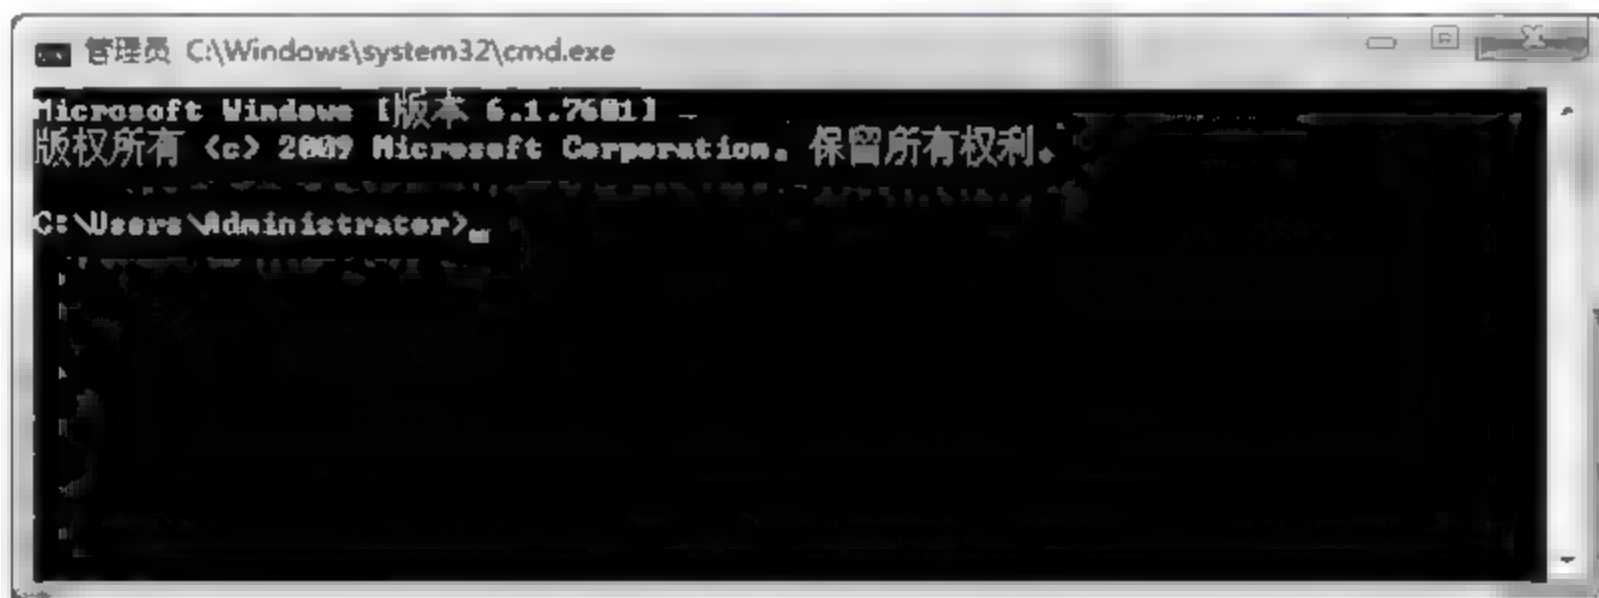 管理员 C:\Windows\system32\cmd.exe
Microsoft Windows [版本 6.1.7601]
版权所有 (c) 2009 Microsoft Corporation。保留所有权利。
C:\Users\Administrator>_